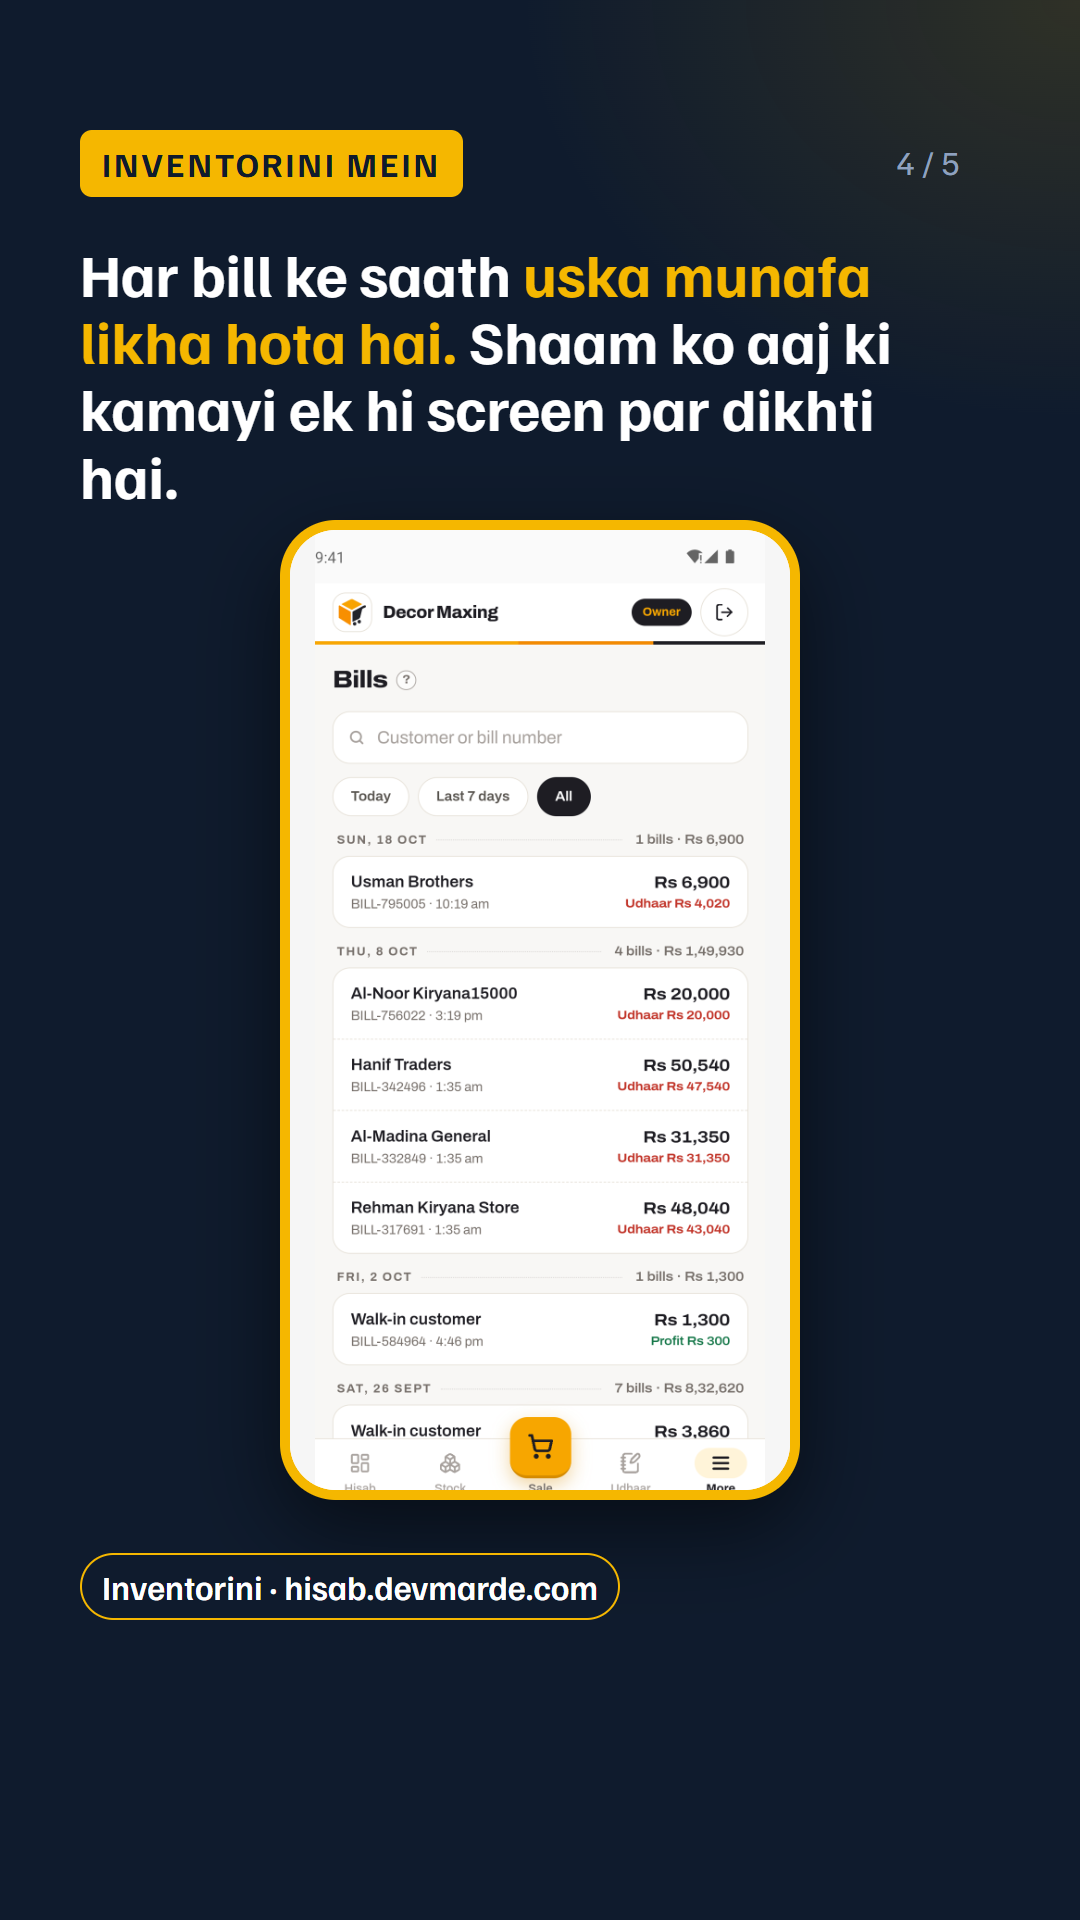 INVENTORINI MEIN
4 / 5
Har bill ke saath uska munafa
likha hota hai. Shaam ko aaj ki
kamayi ek hi screen par dikhti
hai.
9:41
Decor Maxing
Owner
Bills ?
Customer or bill number
Today Last 7 days All
SUN, 18 OCT 1 bills · Rs 6,900
Usman Brothers Rs 6,900
BILL-795005 · 10:19 am Udhaar Rs 4,020
THU, 8 OCT 4 bills · Rs 1,49,930
Al-Noor Kiryana15000 Rs 20,000
BILL-756022 · 3:19 pm Udhaar Rs 20,000
Hanif Traders Rs 50,540
BILL-342496 · 1:35 am Udhaar Rs 47,540
Al-Madina General Rs 31,350
BILL-332849 · 1:35 am Udhaar Rs 31,350
Rehman Kiryana Store Rs 48,040
BILL-317691 · 1:35 am Udhaar Rs 43,040
FRI, 2 OCT 1 bills · Rs 1,300
Walk-in customer Rs 1,300
BILL-584964 · 4:46 pm Profit Rs 300
SAT, 26 SEPT 7 bills · Rs 8,32,620
Walk-in customer Rs 3,860
Hisab Stock Sale Udhaar More
Inventorini · hisab.devmarde.com